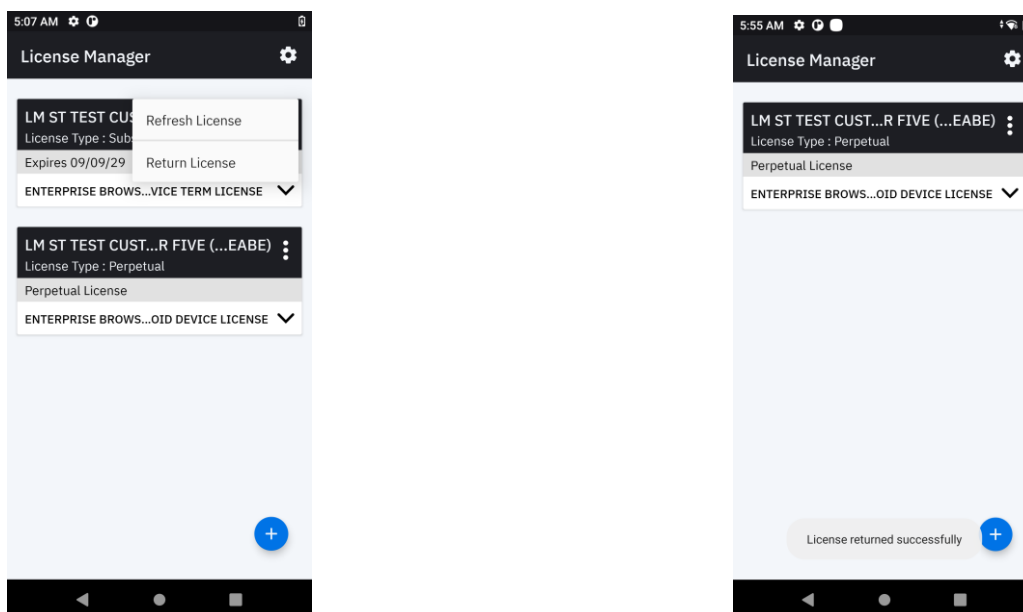 5:07 AM
License Manager
LM ST TEST CUS
License Type : Subs
Refresh License
Return License
Expires 09/09/29
ENTERPRISE BROWS...VICE TERM LICENSE
LM ST TEST CUST...R FIVE (...EABE)
License Type : Perpetual
Perpetual License
ENTERPRISE BROWS...OID DEVICE LICENSE
5:55 AM
License Manager
LM ST TEST CUST...R FIVE (...EABE)
License Type : Perpetual
Perpetual License
ENTERPRISE BROWS...OID DEVICE LICENSE
License returned successfully